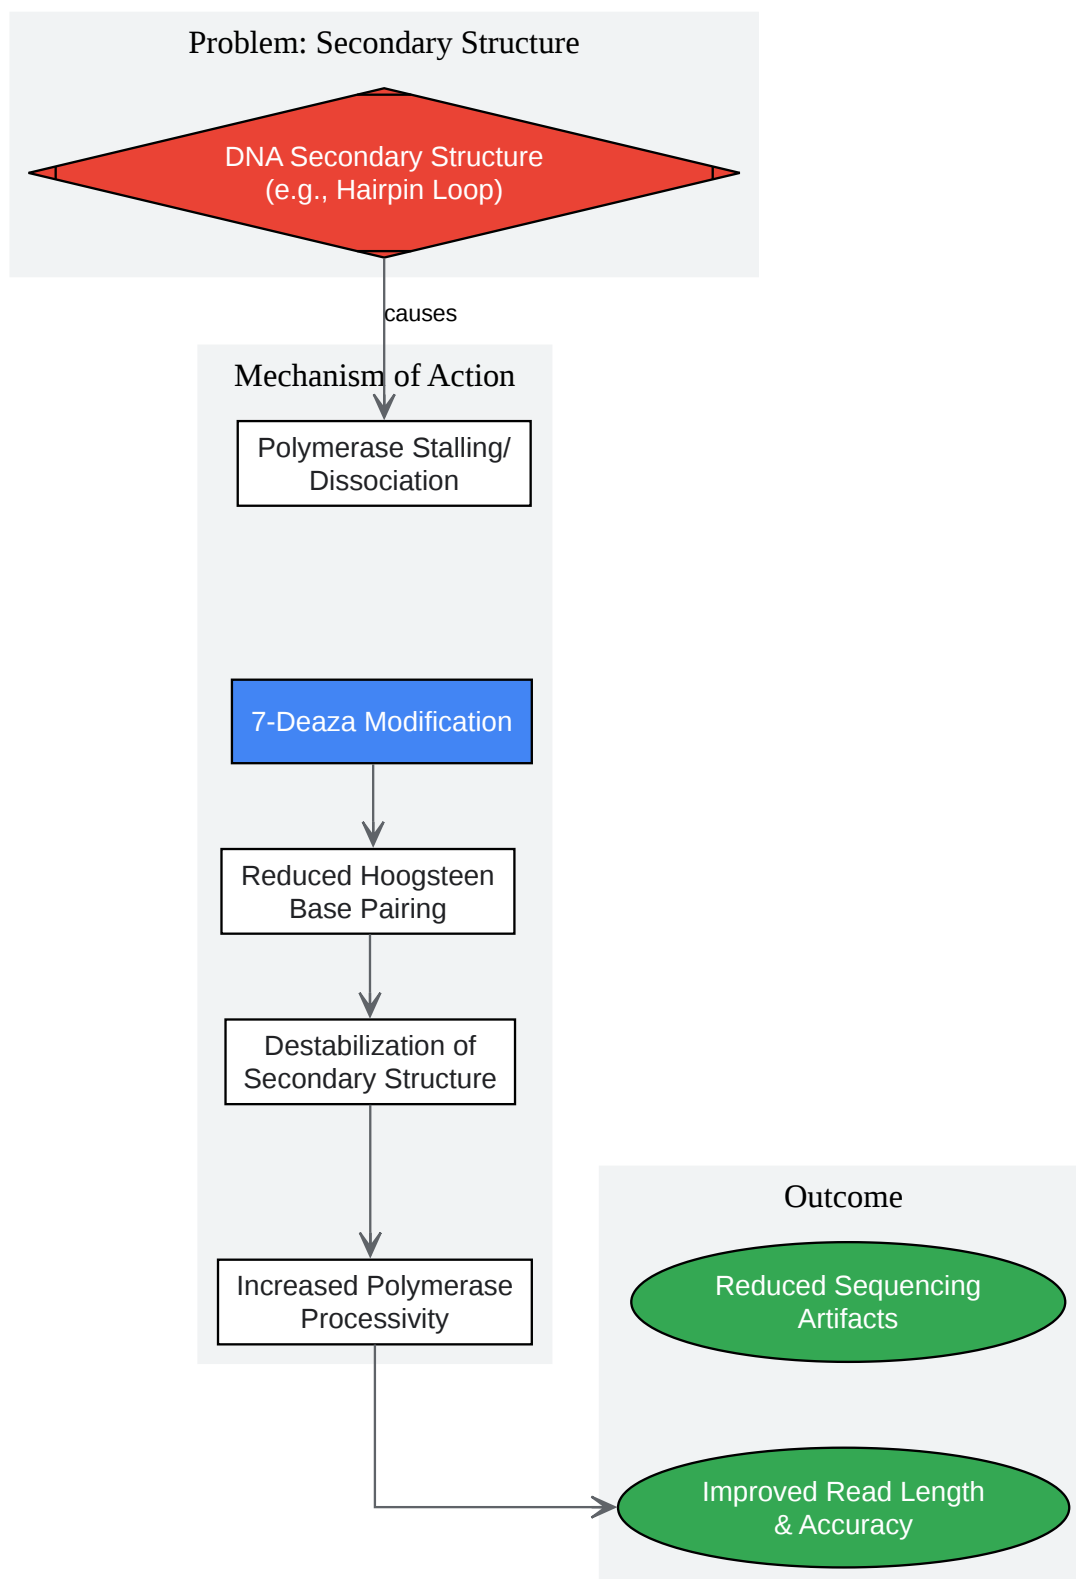 Problem: Secondary Structure
DNA Secondary Structure
(e.g., Hairpin Loop)
causes
Mechanism of Action
Polymerase Stalling/
Dissociation
7-Deaza Modification
Reduced Hoogsteen
Base Pairing
Destabilization of
Secondary Structure
Increased Polymerase
Processivity
Outcome
Reduced Sequencing
Artifacts
Improved Read Length
& Accuracy